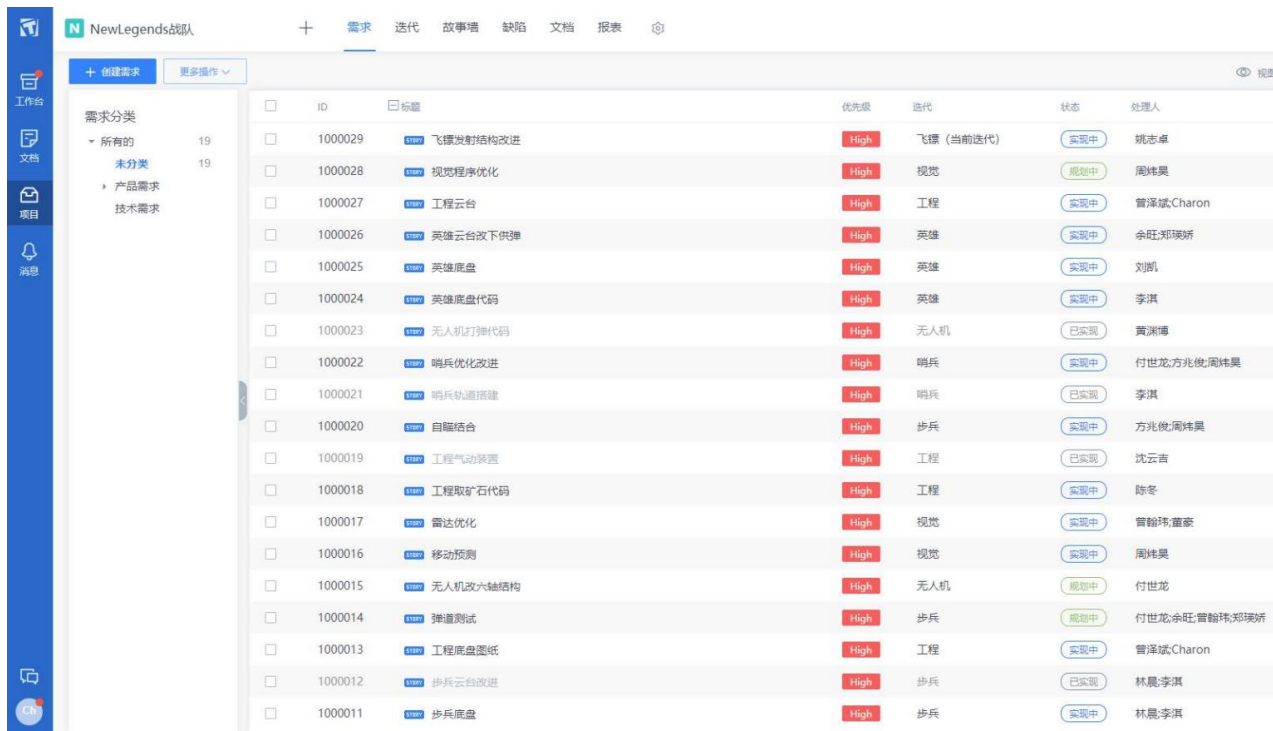 N NewLegends战队 + 需求 迭代 故事墙 缺陷 文档 报表
+ 创建需求 更多操作
工作台
文档
项目
消息
Ch
需求分类
所有的 19
未分类 19
产品需求
技术需求
ID 标题 优先级 迭代 状态 处理人
1000029 STORY 飞镖发射结构改进 High 飞镖（当前迭代） 实现中 姚志卓
1000028 STORY 视觉程序优化 High 视觉 规划中 周炜昊
1000027 STORY 工程云台 High 工程 实现中 曾泽斌;Charon
1000026 STORY 英雄云台改下供弹 High 英雄 实现中 余旺;郑瑛娇
1000025 STORY 英雄底盘 High 英雄 实现中 刘凯
1000024 STORY 英雄底盘代码 High 英雄 实现中 李淇
1000023 STORY 无人机打弹代码 High 无人机 已实现 黄渊博
1000022 STORY 哨兵优化改进 High 哨兵 实现中 付世龙;方兆俊;周炜昊
1000021 STORY 哨兵轨道搭建 High 哨兵 已实现 李淇
1000020 STORY 自瞄结合 High 步兵 实现中 方兆俊;周炜昊
1000019 STORY 工程气动装置 High 工程 已实现 沈云吉
1000018 STORY 工程取矿石代码 High 工程 实现中 陈冬
1000017 STORY 雷达优化 High 视觉 实现中 曾翰玮;董豪
1000016 STORY 移动预测 High 视觉 实现中 周炜昊
1000015 STORY 无人机改六轴结构 High 无人机 规划中 付世龙
1000014 STORY 弹道测试 High 步兵 规划中 付世龙;余旺;曾翰玮;郑瑛娇
1000013 STORY 工程底盘图纸 High 工程 实现中 曾泽斌;Charon
1000012 STORY 步兵云台改进 High 步兵 已实现 林晨;李淇
1000011 STORY 步兵底盘 High 步兵 实现中 林晨;李淇